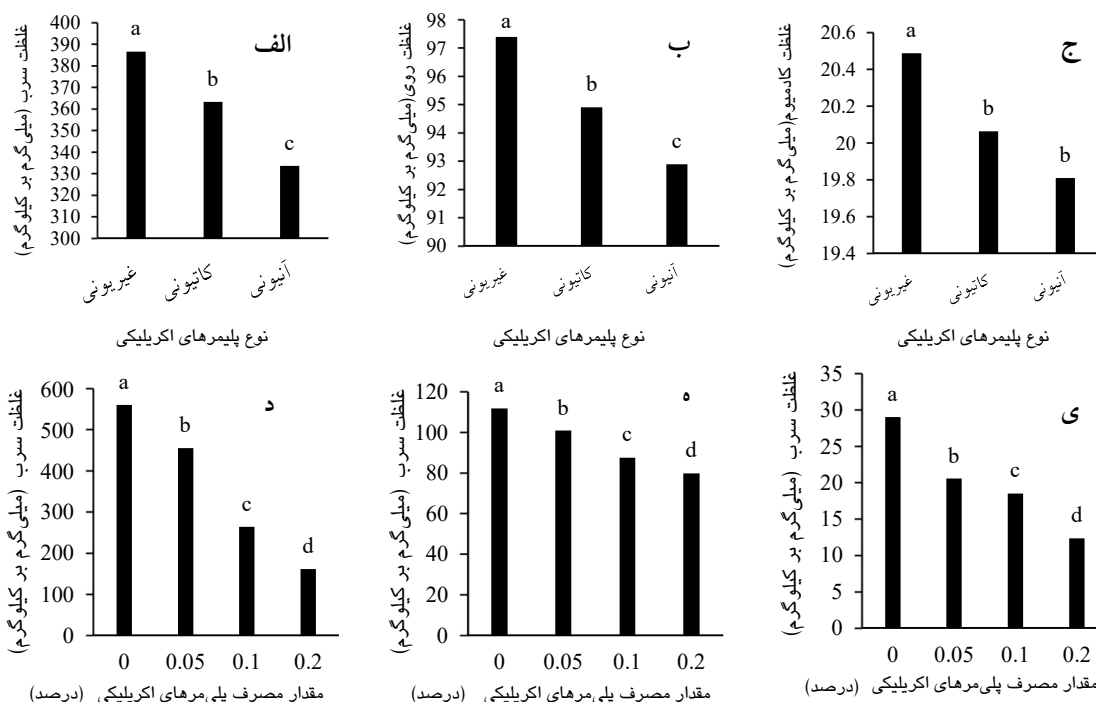 غلظت سرب (میلی‌گرم بر کیلوگرم)
400
390
380
370
360
350
340
330
320
310
300
الف
a
b
c
غیریونی
کاتیونی
آنیونی
نوع پلیمرهای اکریلیکی
غلظت روی(میلی‌گرم بر کیلوگرم)
98
97
96
95
94
93
92
91
90
ب
a
b
c
غیریونی
کاتیونی
آنیونی
نوع پلیمرهای اکریلیکی
غلظت کادمیوم(میلی‌گرم بر کیلوگرم)
20.6
20.4
20.2
20
19.8
19.6
19.4
ج
a
b
b
غیریونی
کاتیونی
آنیونی
نوع پلیمرهای اکریلیکی
غلظت سرب (میلی‌گرم بر کیلوگرم)
600
500
400
300
200
100
0
د
a
b
c
d
0 0.05 0.1 0.2
مقدار مصرف پلی‌مرهای اکریلیکی (درصد)
غلظت سرب (میلی‌گرم بر کیلوگرم)
120
100
80
60
40
20
0
ه
a
b
c
d
0 0.05 0.1 0.2
مقدار مصرف پلی‌مرهای اکریلیکی (درصد)
غلظت سرب (میلی‌گرم بر کیلوگرم)
35
30
25
20
15
10
5
0
ی
a
b
c
d
0 0.05 0.1 0.2
مقدار مصرف پلی‌مرهای اکریلیکی (درصد)